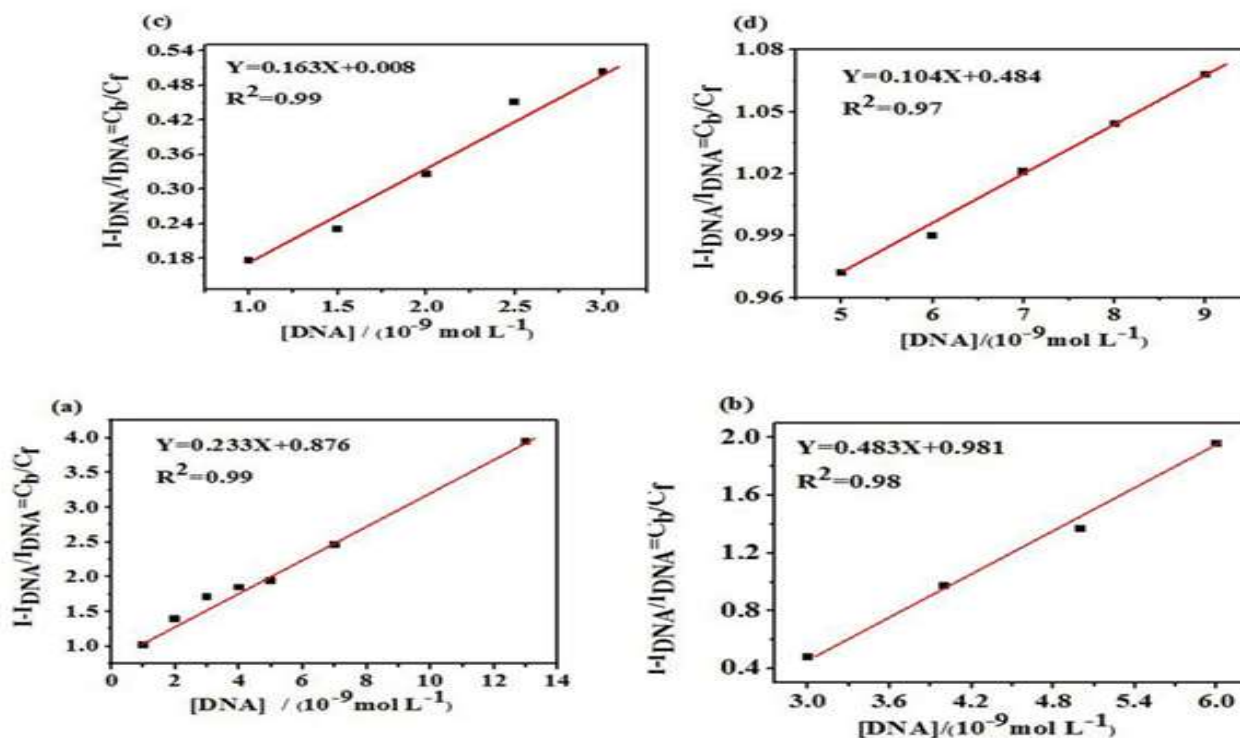 (c)
Y=0.163X+0.008
R²=0.99
I-I_DNA/I_DNA=C_b/C_f
0.54
0.48
0.42
0.36
0.30
0.24
0.18
1.0 1.5 2.0 2.5 3.0
[DNA] / (10⁻⁹ mol L⁻¹)
(d)
Y=0.104X+0.484
R²=0.97
I-I_DNA/I_DNA=C_b/C_f
1.08
1.05
1.02
0.99
0.96
5 6 7 8 9
[DNA]/(10⁻⁹mol L⁻¹)
(a)
Y=0.233X+0.876
R²=0.99
I-I_DNA/I_DNA=C_b/C_f
4.0
3.5
3.0
2.5
2.0
1.5
1.0
0 2 4 6 8 10 12 14
[DNA] / (10⁻⁹ mol L⁻¹)
(b)
Y=0.483X+0.981
R²=0.98
I-I_DNA/I_DNA=C_b/C_f
2.0
1.6
1.2
0.8
0.4
3.0 3.6 4.2 4.8 5.4 6.0
[DNA]/(10⁻⁹mol L⁻¹)